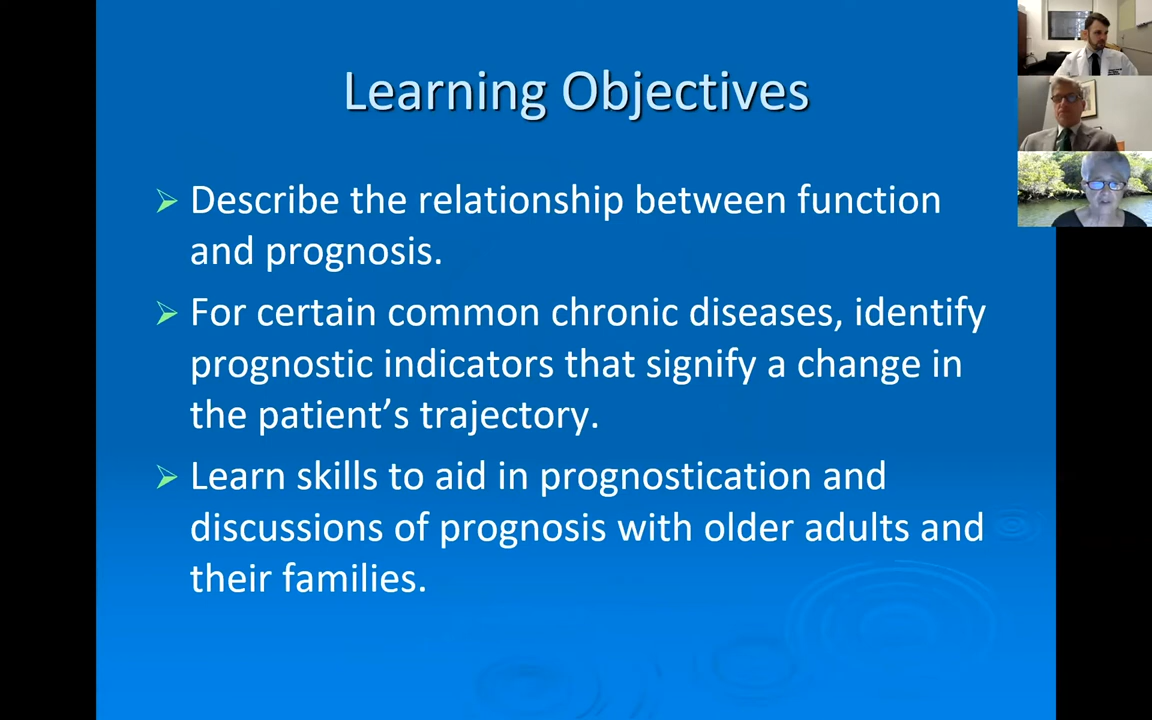 Learning Objectives
Describe the relationship between function
and prognosis.
For certain common chronic diseases, identify
prognostic indicators that signify a change in
the patient’s trajectory.
Learn skills to aid in prognostication and
discussions of prognosis with older adults and
their families.